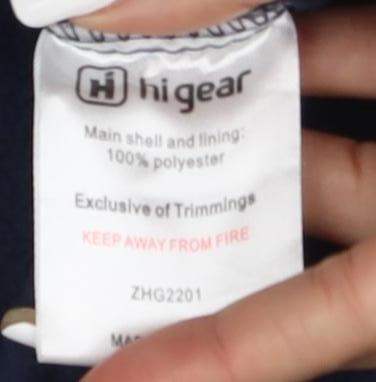 hi gear
Main shell and lining:
100% polyester
Exclusive of Trimmings
KEEP AWAY FROM FIRE
ZHG2201